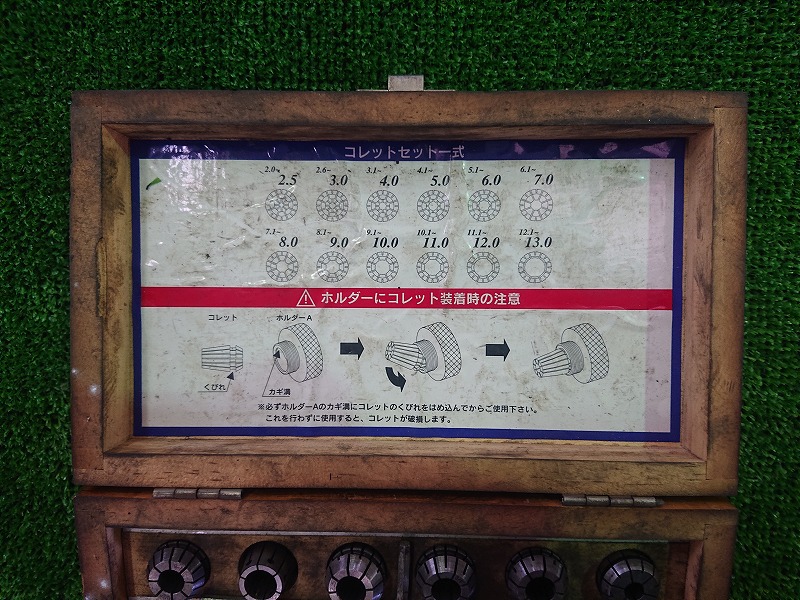 コレットセット一式
2.0~ 2.6~ 3.1~ 4.1~ 5.1~ 6.1~
2.5 3.0 4.0 5.0 6.0 7.0
7.1~ 8.1~ 9.1~ 10.1~ 11.1~ 12.1~
8.0 9.0 10.0 11.0 12.0 13.0
ホルダーにコレット装着時の注意
コレット ホルダーA
くびれ カギ溝
※必ずホルダーAのカギ溝にコレットのくびれをはめ込んでからご使用下さい。
これを行わずに使用すると、コレットが破損します。